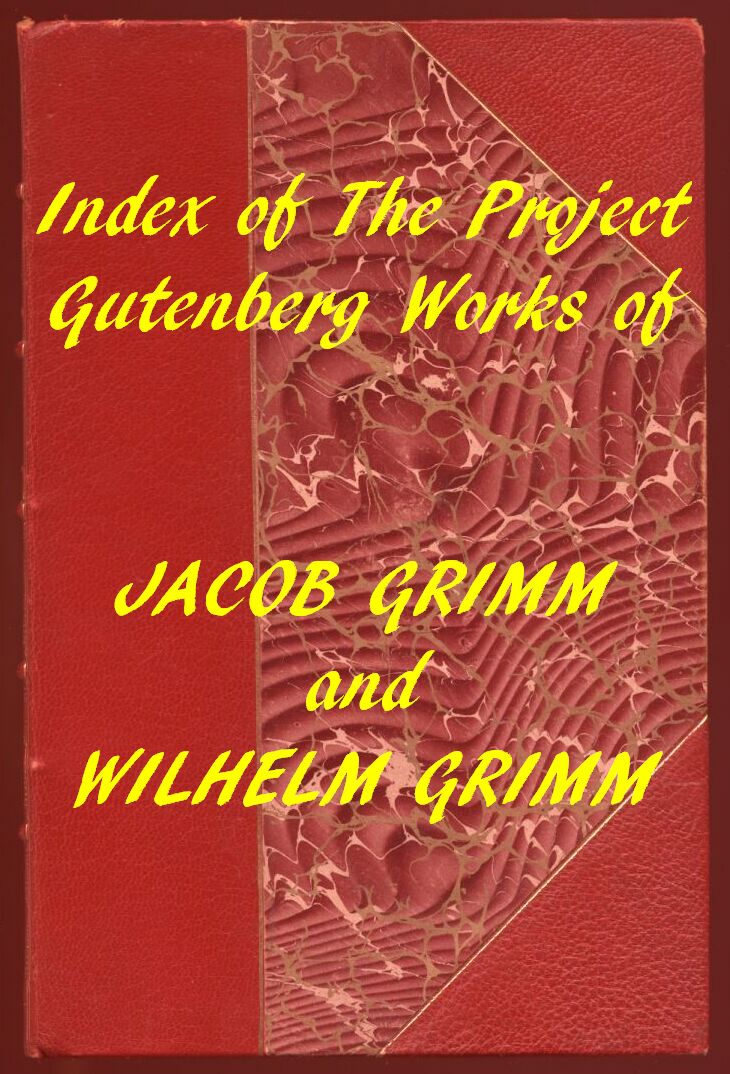 Index of The Project
Gutenberg Works of
JACOB GRIMM
and
WILHELM GRIMM